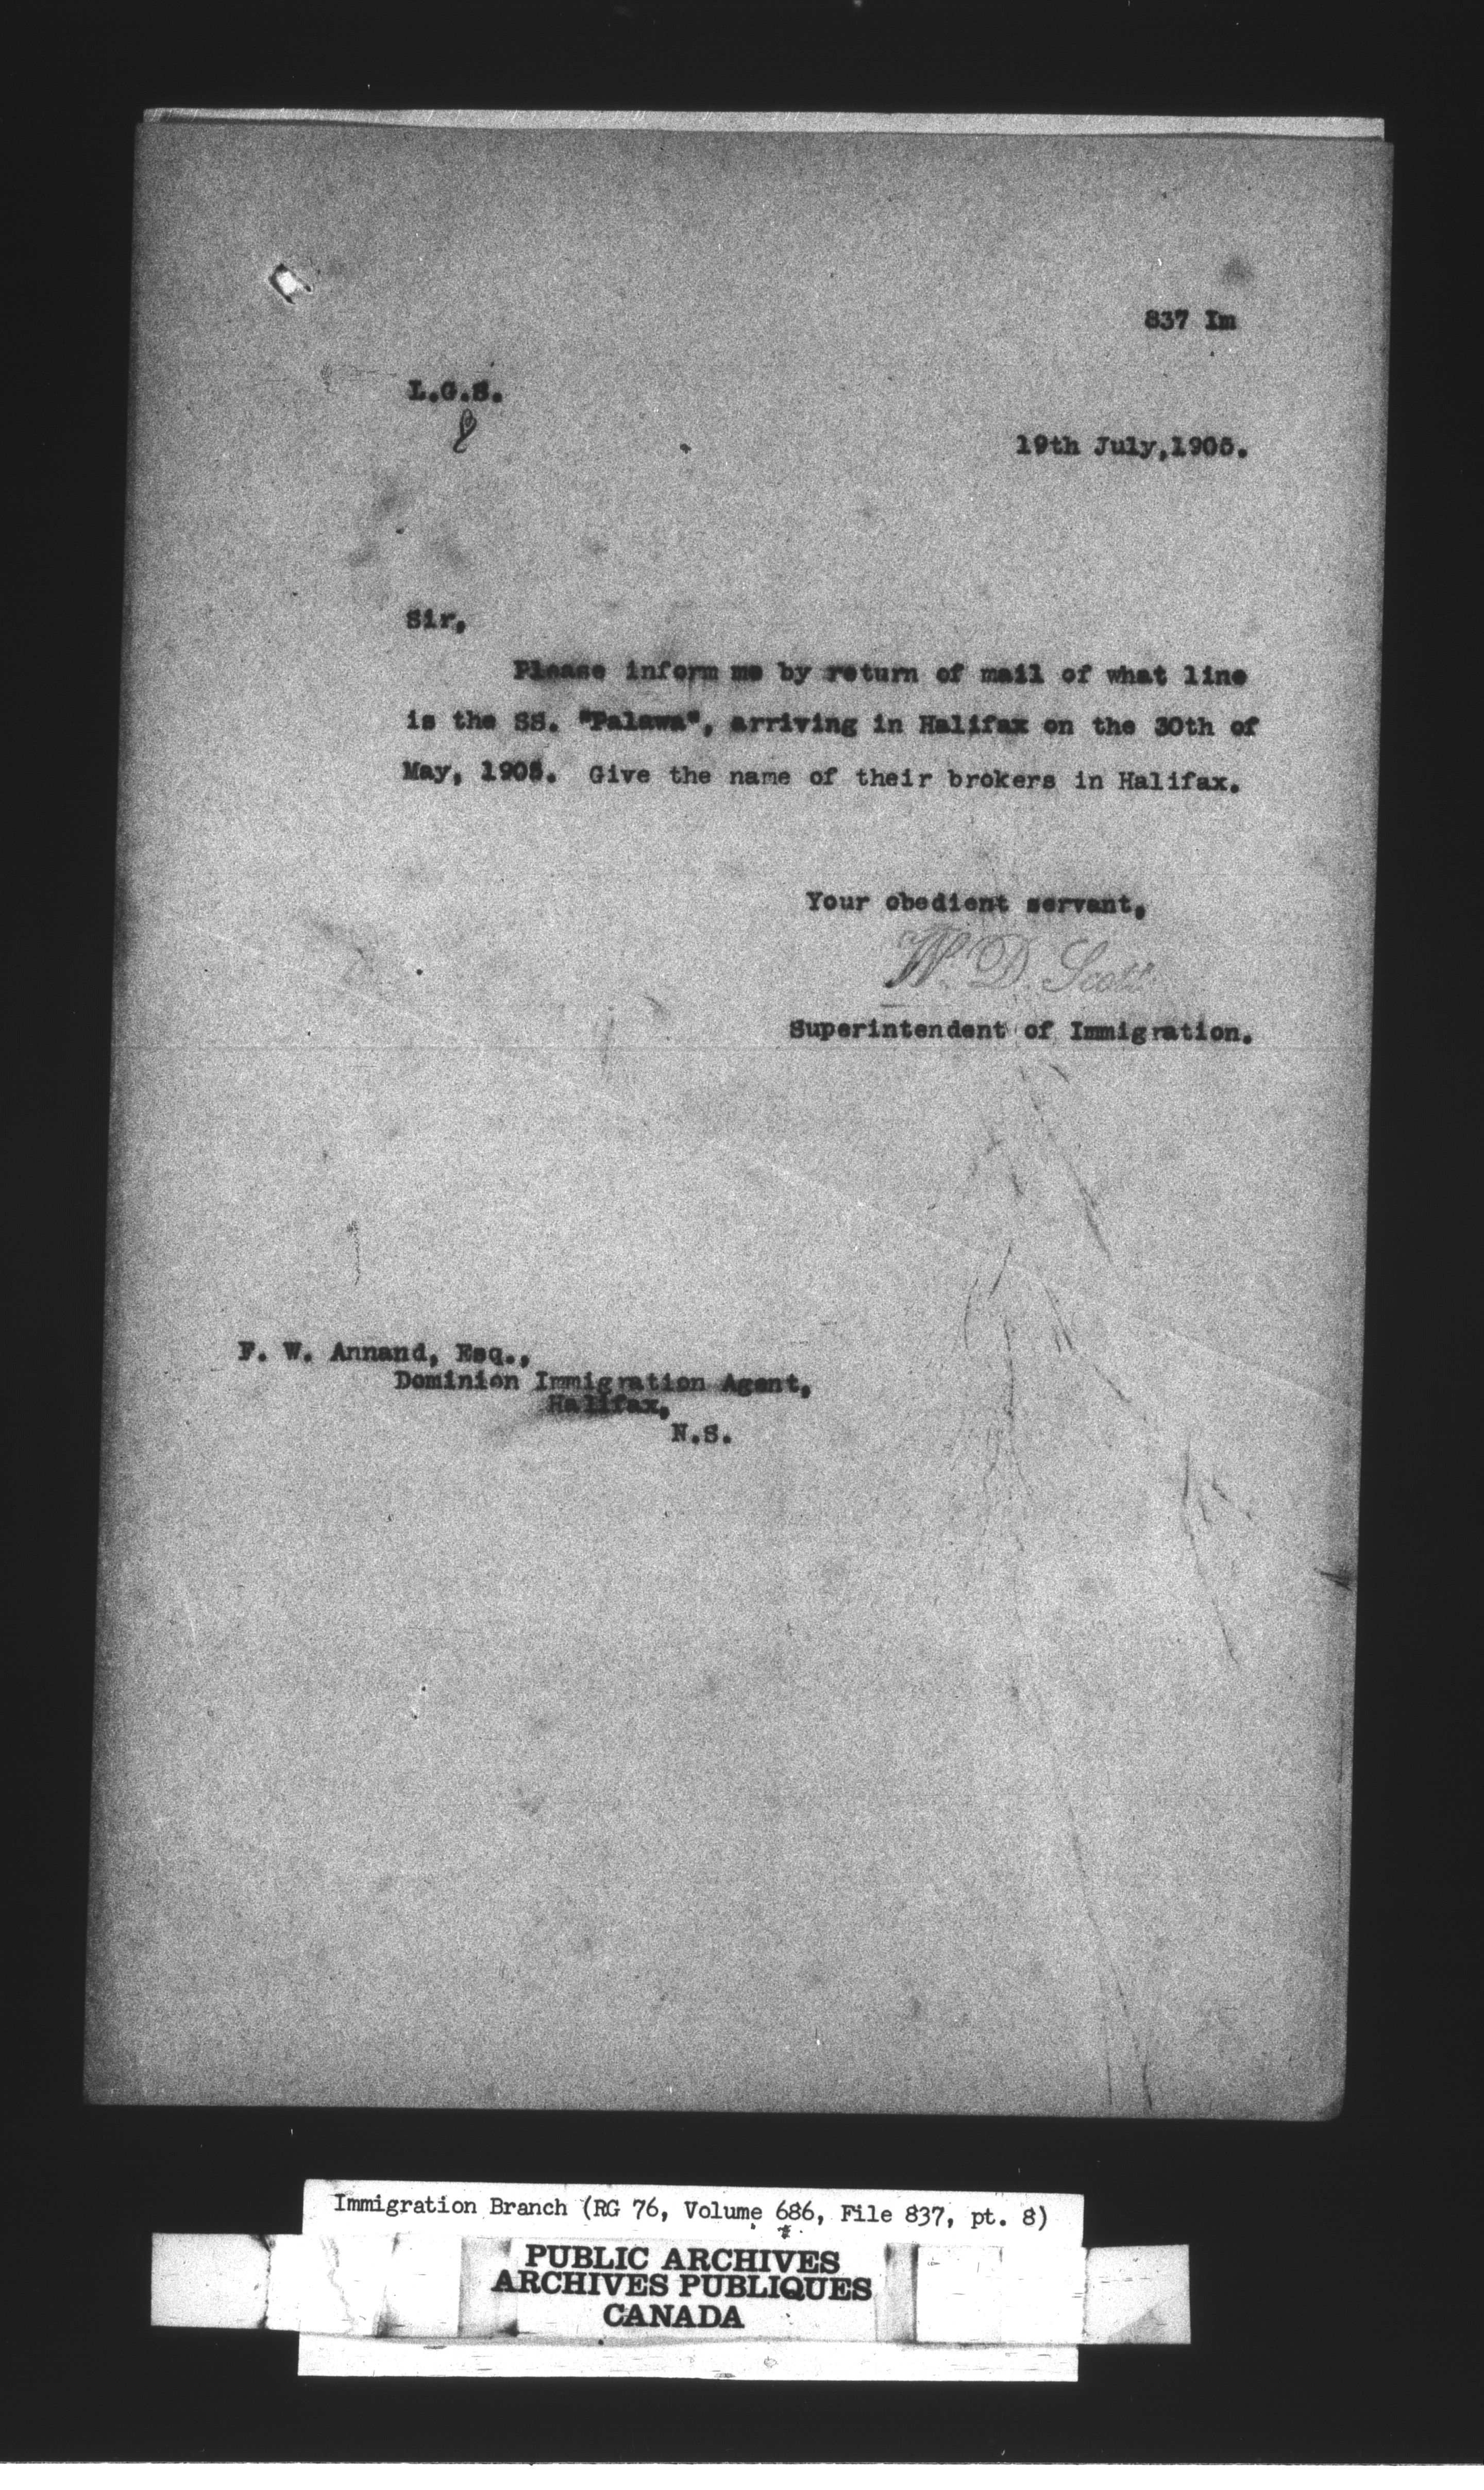 837 Im
L.G.S.
19th July, 1905.
Sir,
Please inform me by return of mail of what line
is the SS. "Palawa", arriving in Halifax on the 30th of
May, 1905. Give the name of their brokers in Halifax.
Your obedient servant,
W. D. Scott
Superintendent of Immigration.
F. W. Annand, Esq.,
Dominion Immigration Agent,
Halifax,
N.S.
Immigration Branch (RG 76, Volume 686, File 837, pt. 8)
PUBLIC ARCHIVES
ARCHIVES PUBLIQUES
CANADA